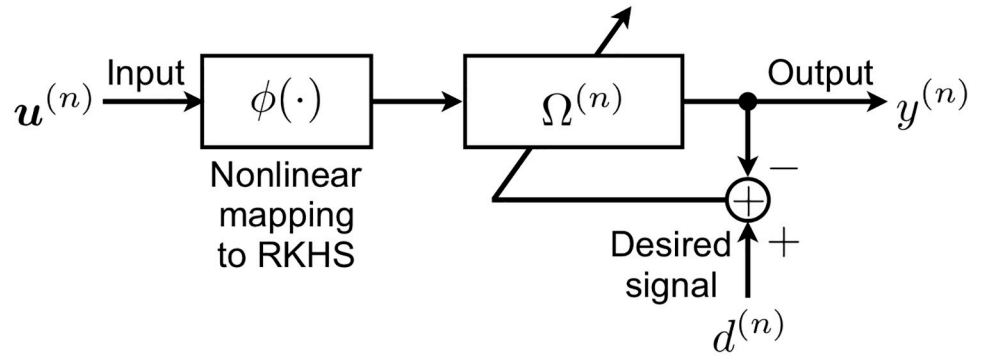 Input
Output
𝒖⁽ⁿ⁾
ϕ(·)
Ω⁽ⁿ⁾
y⁽ⁿ⁾
Nonlinear
mapping
to RKHS
−
+
+
Desired
signal
d⁽ⁿ⁾